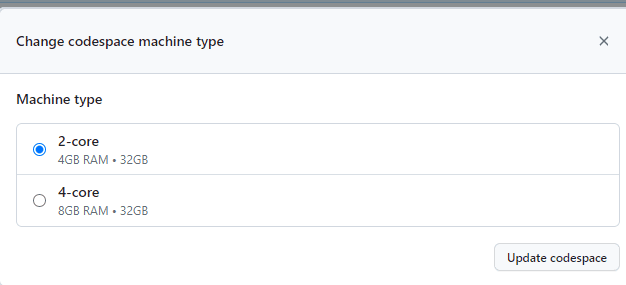 Change codespace machine type
Machine type
2-core
4GB RAM • 32GB
4-core
8GB RAM • 32GB
Update codespace